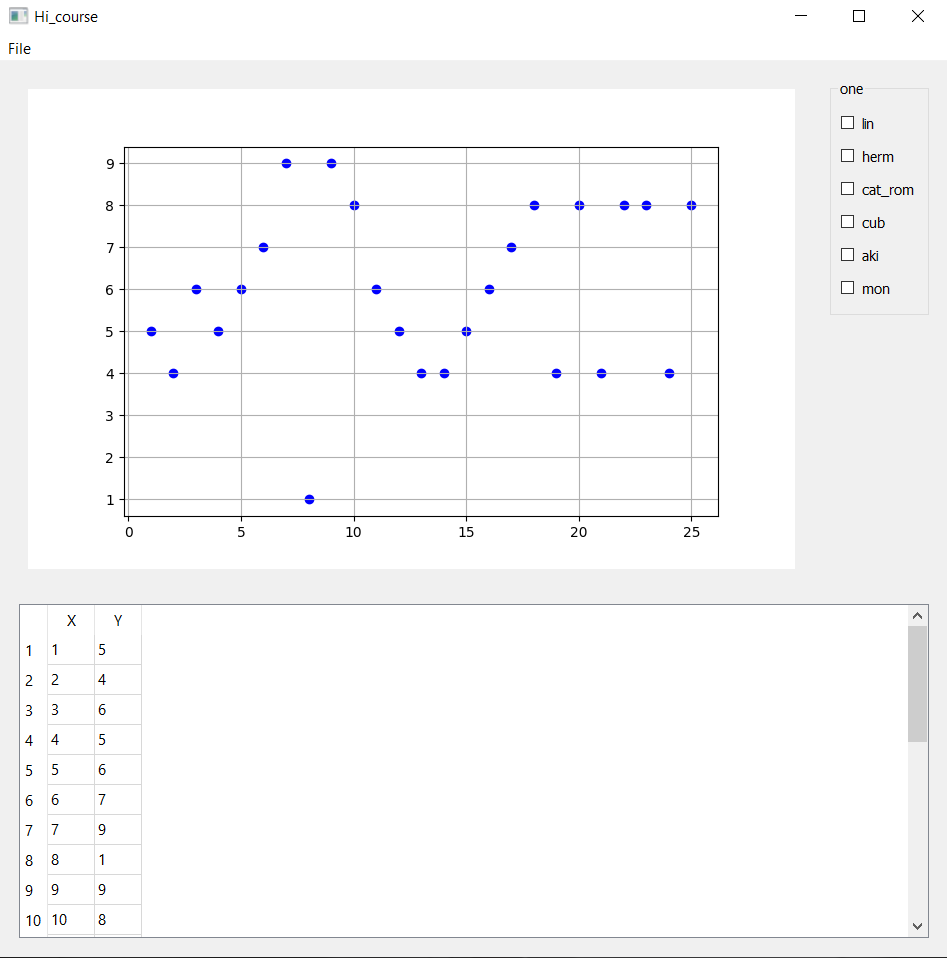 Hi_course
File
one
lin
herm
cat_rom
cub
aki
mon
9
8
7
6
5
4
3
2
1
0 5 10 15 20 25
X Y
1 1 5
2 2 4
3 3 6
4 4 5
5 5 6
6 6 7
7 7 9
8 8 1
9 9 9
10 10 8